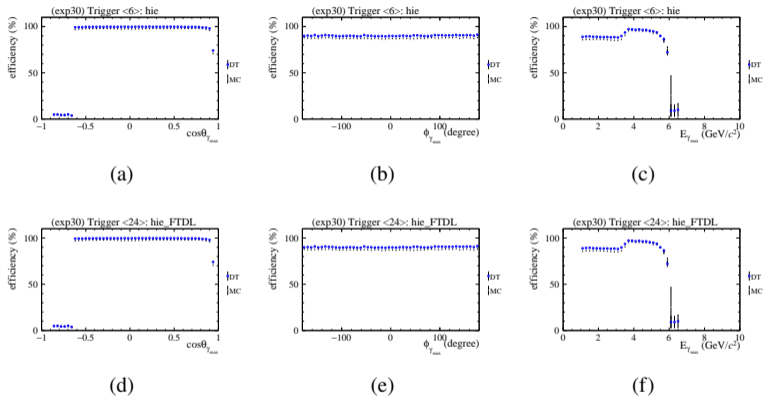 (exp30) Trigger <6>: hie
(exp30) Trigger <6>: hie
(exp30) Trigger <6>: hie
efficiency (%)
100
50
0
−1
−0.5
0
0.5
1
cosθγmax
DT
MC
efficiency (%)
100
50
0
−100
0
100
ϕγmax (degree)
DT
MC
efficiency (%)
100
50
0
0
2
4
6
8
10
Eγmax (GeV/c²)
DT
MC
(a)
(b)
(c)
(exp30) Trigger <24>: hie_FTDL
(exp30) Trigger <24>: hie_FTDL
(exp30) Trigger <24>: hie_FTDL
efficiency (%)
100
50
0
−1
−0.5
0
0.5
1
cosθγmax
DT
MC
efficiency (%)
100
50
0
−100
0
100
ϕγmax (degree)
DT
MC
efficiency (%)
100
50
0
0
2
4
6
8
10
Eγmax (GeV/c²)
DT
MC
(d)
(e)
(f)